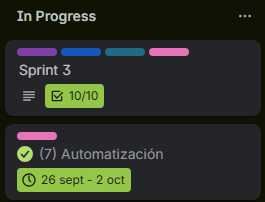 In Progress
Sprint 3
10/10
(7) Automatización
26 sept - 2 oct